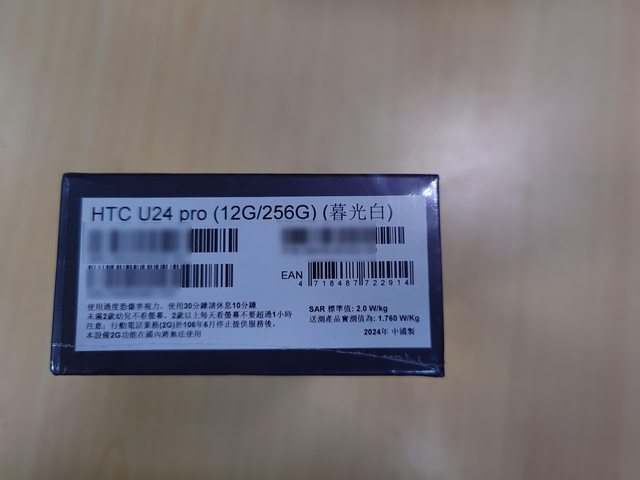 HTC U24 pro (12G/256G) (暮光白)
EAN
4 718487 722914
使用過度恐傷害視力，使用30分鐘請休息10分鐘
未滿2歲幼兒不看螢幕，2歲以上每天看螢幕不要超過1小時
注意：行動電話業務(2G)於106年6月停止提供服務後，
本設備2G功能在國內將無法使用
SAR 標準值: 2.0 W/kg
送測產品實測值為: 1.760 W/Kg
2024年 中國製